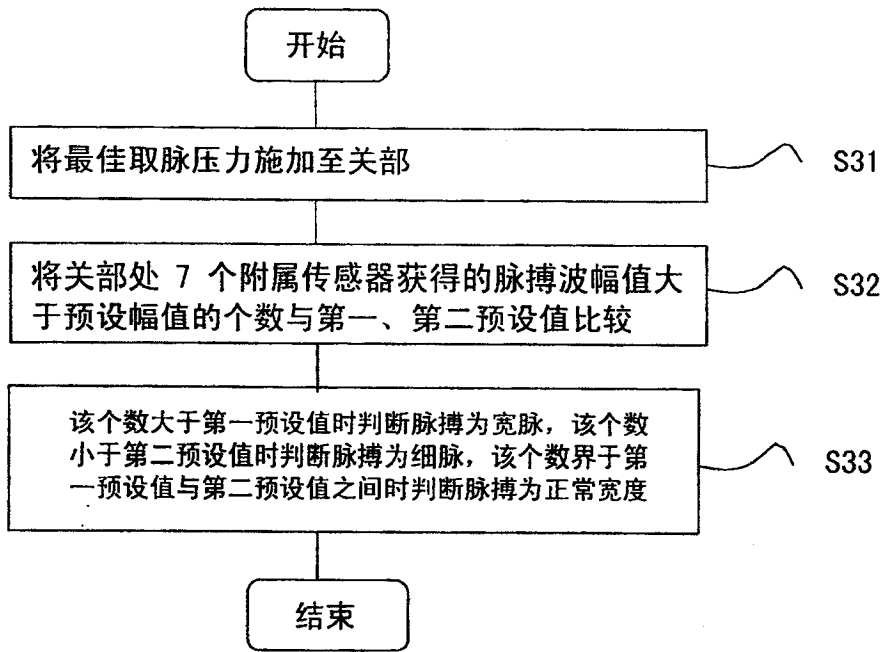 开始
将最佳取脉压力施加至关部
S31
将关部处 7 个附属传感器获得的脉搏波幅值大
于预设幅值的个数与第一、第二预设值比较
S32
该个数大于第一预设值时判断脉搏为宽脉，该个数
小于第二预设值时判断脉搏为细脉，该个数界于第
一预设值与第二预设值之间时判断脉搏为正常宽度
S33
结束